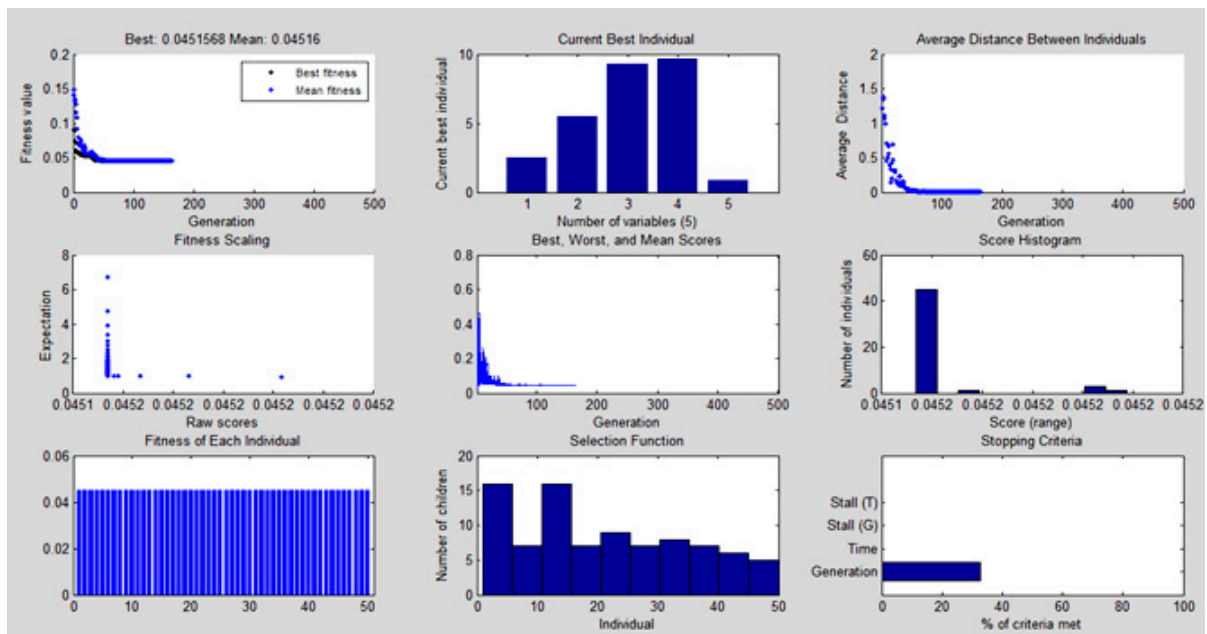 Best: 0.0451568 Mean: 0.04516
Fitness value
0.2
0.15
0.1
0.05
0
Best fitness
Mean fitness
0 100 200 300 400 500
Generation
Current Best Individual
Current best individual
10
5
0
1 2 3 4 5
Number of variables (5)
Average Distance Between Individuals
Average Distance
2
1.5
1
0.5
0
0 100 200 300 400 500
Generation
Fitness Scaling
Expectation
8
6
4
2
0
0.0451 0.0452 0.0452 0.0452 0.0452 0.0452 0.0452
Raw scores
Best, Worst, and Mean Scores
0.8
0.6
0.4
0.2
0
100 200 300 400 500
Generation
Score Histogram
Number of individuals
60
40
20
0
0.0451 0.0452 0.0452 0.0452 0.0452 0.0452 0.0452
Score (range)
Fitness of Each Individual
0.06
0.04
0.02
0
0 10 20 30 40 50
Selection Function
Number of children
20
15
10
5
0
0 10 20 30 40 50
Individual
Stopping Criteria
Stall (T)
Stall (G)
Time
Generation
0 20 40 60 80 100
% of criteria met